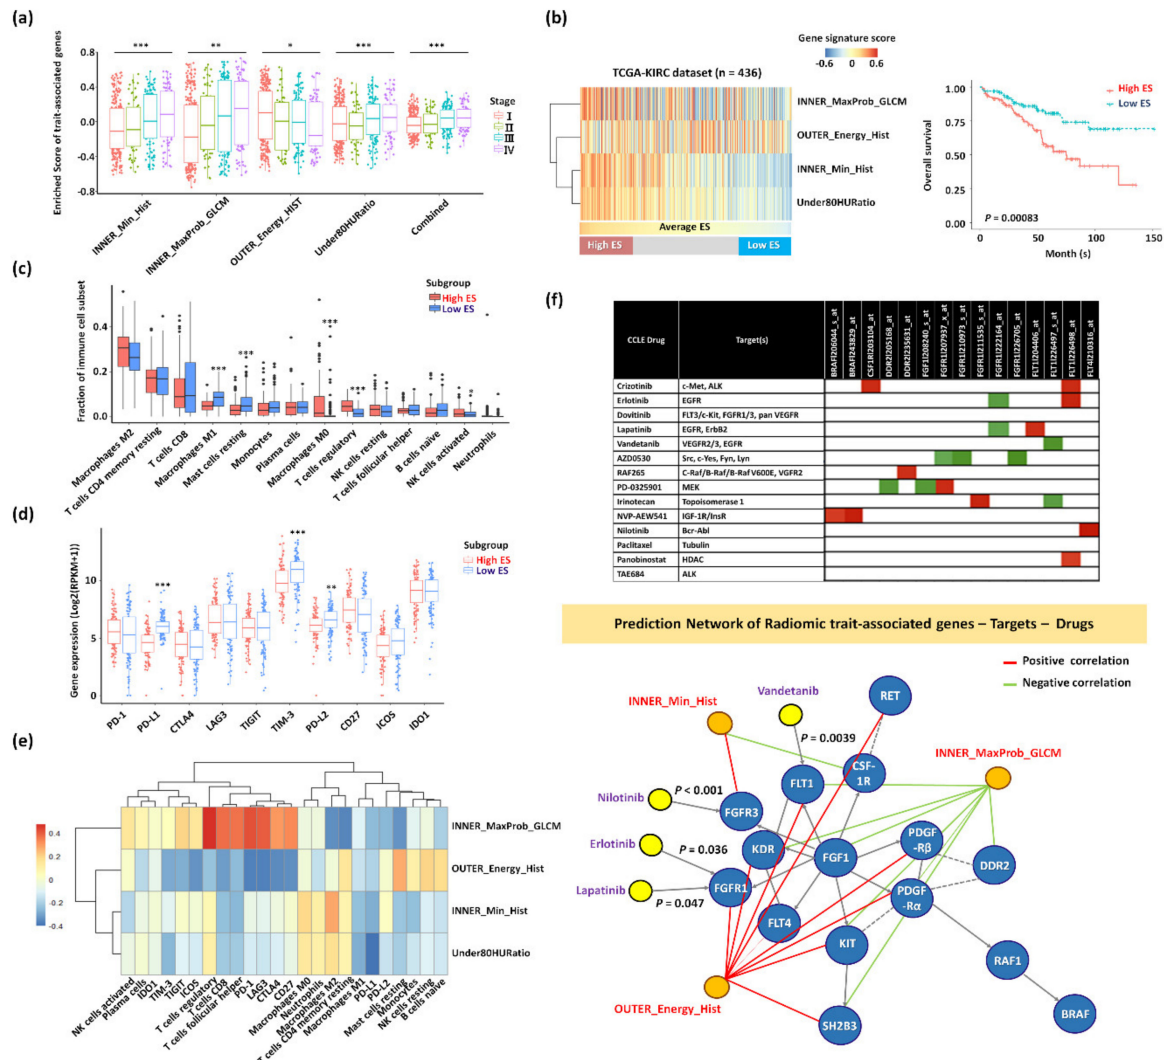 (a)
Enriched Score of trait-associated genes
0.8
0.4
0.0
-0.4
-0.8
***
**
*
***
***
Stage
I
II
III
IV
INNER_Min_Hist
INNER_MaxProb_GLCM
OUTER_Energy_HIST
Under80HURatio
Combined
(b)
Gene signature score
-0.6
0.6
TCGA-KIRC dataset (n = 436)
INNER_MaxProb_GLCM
OUTER_Energy_Hist
INNER_Min_Hist
Under80HURatio
Average ES
High ES
Low ES
High ES
Low ES
Overall survival
1.00
0.75
0.50
0.25
0.00
P = 0.00083
0
50
100
150
Month (s)
(c)
Subgroup
High ES
Low ES
Fraction of immune cell subset
0.4
0.2
0.0
***
***
***
***
*
Macrophages M2
T cells CD4 memory resting
T cells CD8
Macrophages M1
Mast cells resting
Monocytes
Plasma cells
Macrophages M0
T cells regulatory
NK cells resting
T cells follicular helper
B cells naïve
NK cells activated
Neutrophils
(d)
Subgroup
High ES
Low ES
Gene expression (Log2(RPKM+1))
10
5
0
***
***
**
PD-1
PD-L1
CTLA4
LAG3
TIGIT
TIM-3
PD-L2
CD27
ICOS
IDO1
(e)
0.4
0.2
0
-0.2
-0.4
INNER_MaxProb_GLCM
OUTER_Energy_Hist
INNER_Min_Hist
Under80HURatio
NK cells activated
Plasma cells
IDO1
TIM-3
TIGIT
ICOS
T cells regulatory
T cells CD8
T cells follicular helper
PD-1
LAG3
CTLA4
CD27
Macrophages M0
Neutrophils
Macrophages M2
T cells CD4 memory resting
Macrophages M1
PD-L1
PD-L2
Mast cells resting
Monocytes
NK cells resting
B cells naive
(f)
CCLE Drug
Target(s)
BRAF|206044_s_at
BRAF|243829_at
CSF1R|203104_at
DDR2|205168_at
DDR2|235631_at
FGF1|208240_s_at
FGFR1|207937_x_at
FGFR1|210973_s_at
FGFR1|211535_s_at
FGFR1|222164_at
FGFR1|226705_at
FLT1|204406_at
FLT1|226497_s_at
FLT1|226498_at
FLT4|210316_at
Crizotinib c-Met, ALK
Erlotinib EGFR
Dovitinib FLT3/c-Kit, FGFR1/3, pan VEGFR
Lapatinib EGFR, ErbB2
Vandetanib VEGFR2/3, EGFR
AZD0530 Src, c-Yes, Fyn, Lyn
RAF265 C-Raf/B-Raf/B-Raf V600E, VGFR2
PD-0325901 MEK
Irinotecan Topoisomerase 1
NVP-AEW541 IGF-1R/InsR
Nilotinib Bcr-Abl
Paclitaxel Tubulin
Panobinostat HDAC
TAE684 ALK
Prediction Network of Radiomic trait-associated genes – Targets – Drugs
Positive correlation
Negative correlation
Vandetanib
RET
INNER_Min_Hist
P = 0.0039
INNER_MaxProb_GLCM
CSF-
1R
FLT1
Nilotinib
P < 0.001
FGFR3
Erlotinib
P = 0.036
KDR
FGF1
PDGF
-Rβ
DDR2
Lapatinib
P = 0.047
FGFR1
PDGF
-Rα
FLT4
KIT
RAF1
OUTER_Energy_Hist
SH2B3
BRAF